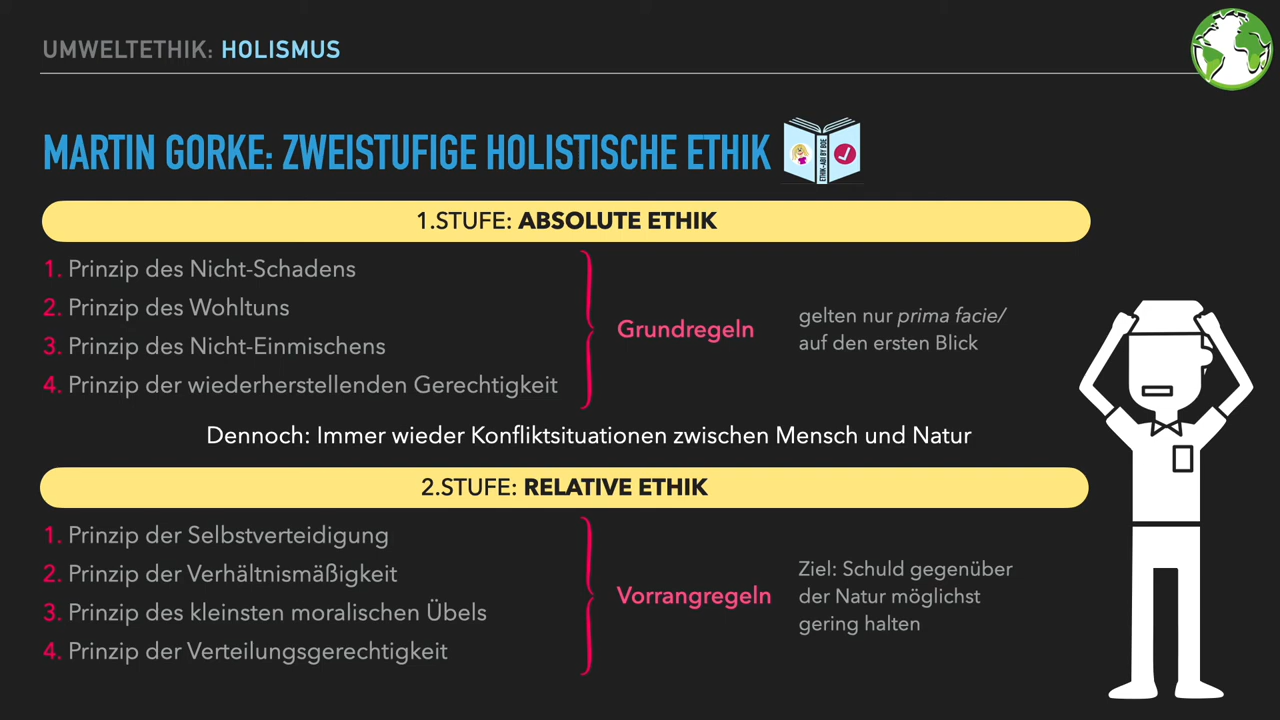 UMWELTETHIK: HOLISMUS
MARTIN GORKE: ZWEISTUFIGE HOLISTISCHE ETHIK
ETHIK-ABI BY BOE
1.STUFE: ABSOLUTE ETHIK
1. Prinzip des Nicht-Schadens
2. Prinzip des Wohltuns
3. Prinzip des Nicht-Einmischens
4. Prinzip der wiederherstellenden Gerechtigkeit
Grundregeln
gelten nur prima facie/
auf den ersten Blick
Dennoch: Immer wieder Konfliktsituationen zwischen Mensch und Natur
2.STUFE: RELATIVE ETHIK
1. Prinzip der Selbstverteidigung
2. Prinzip der Verhältnismäßigkeit
3. Prinzip des kleinsten moralischen Übels
4. Prinzip der Verteilungsgerechtigkeit
Vorrangregeln
Ziel: Schuld gegenüber
der Natur möglichst
gering halten